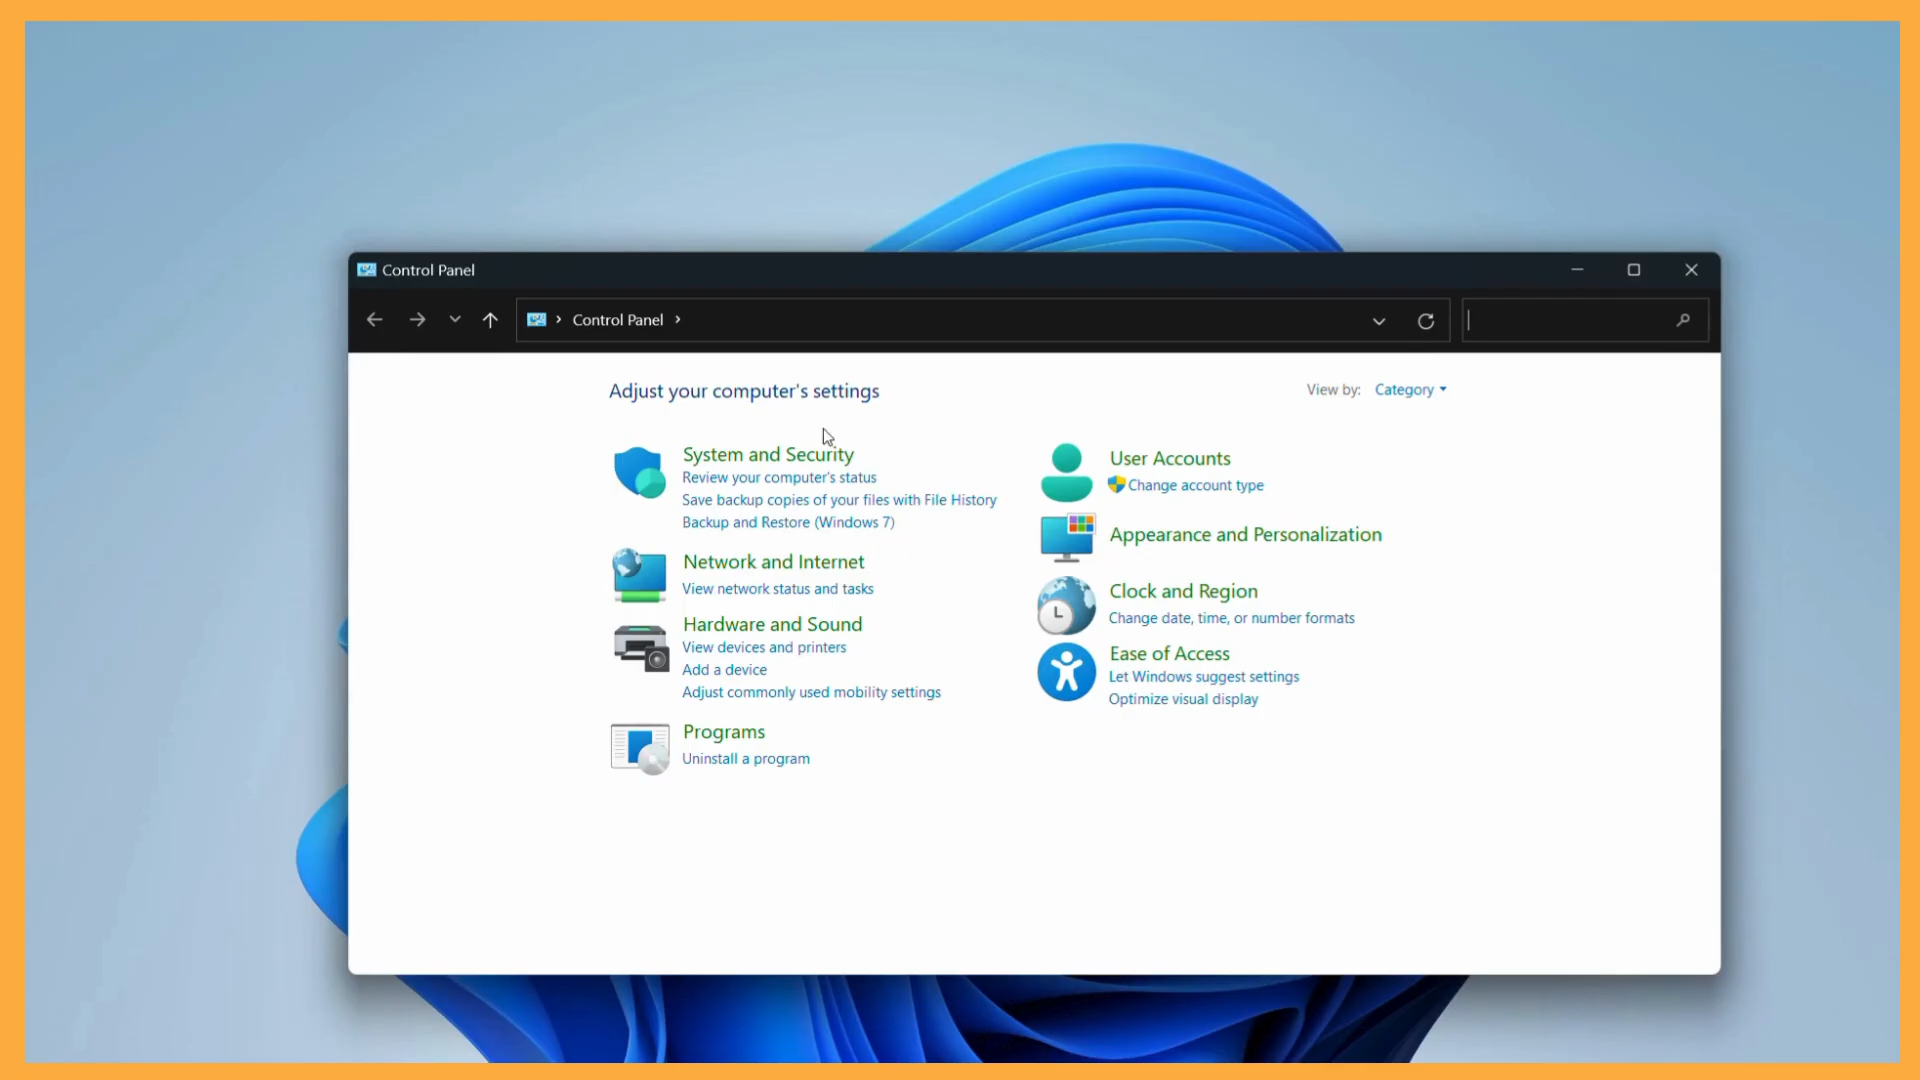 Control Panel
Control Panel
Adjust your computer's settings
View by: Category
System and Security
Review your computer's status
Save backup copies of your files with File History
Backup and Restore (Windows 7)
Network and Internet
View network status and tasks
Hardware and Sound
View devices and printers
Add a device
Adjust commonly used mobility settings
Programs
Uninstall a program
User Accounts
Change account type
Appearance and Personalization
Clock and Region
Change date, time, or number formats
Ease of Access
Let Windows suggest settings
Optimize visual display